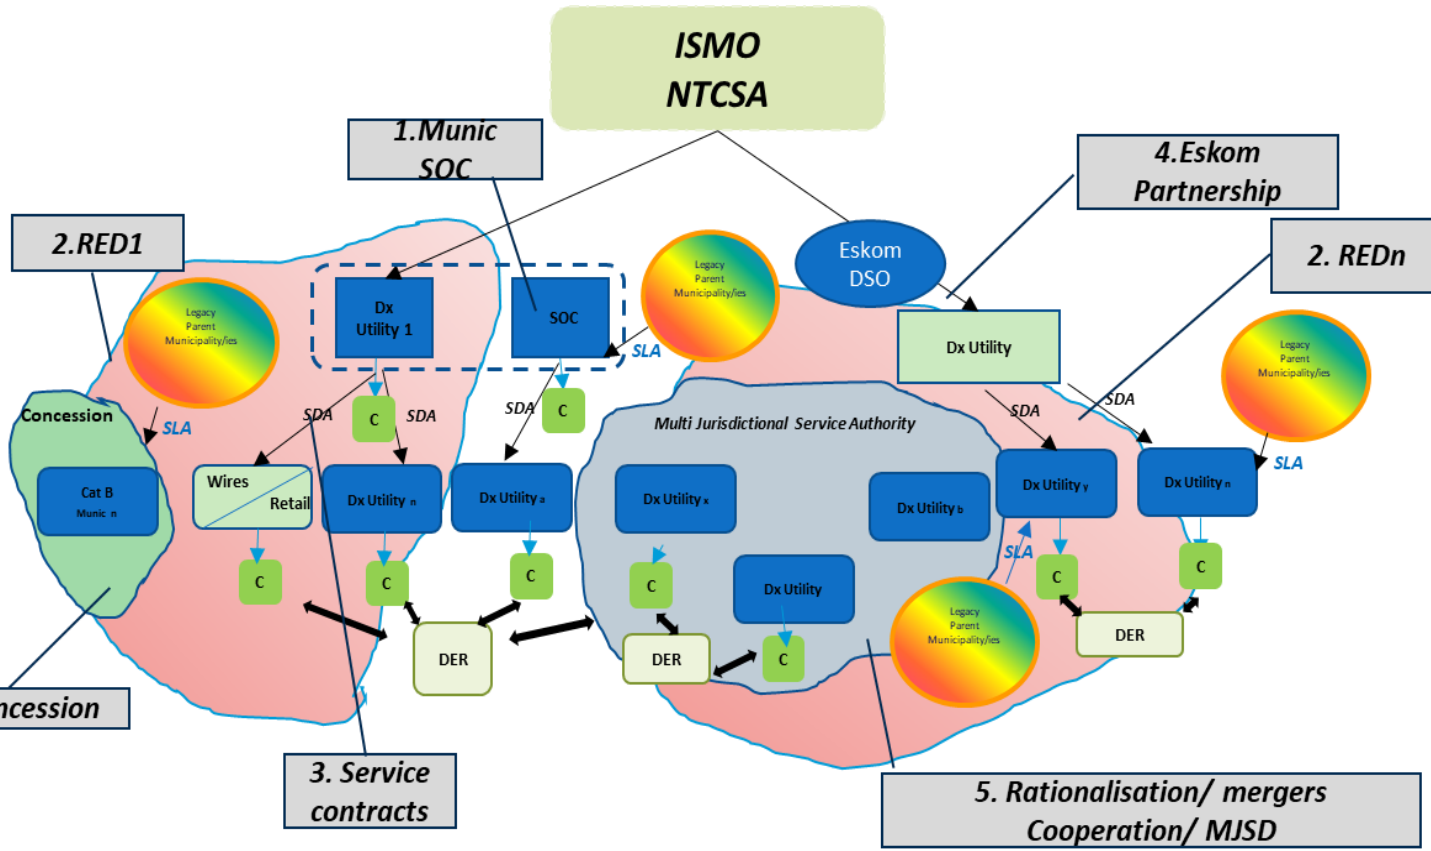 ISMO
NTCSA
1.Munic
SOC
4.Eskom
Partnership
2.RED1
2. REDn
Eskom
DSO
Legacy
Parent
Municipality/ies
Legacy
Parent
Municipality/ies
Legacy
Parent
Municipality/ies
Dx
Utility 1
SOC
SLA
Dx Utility
Concession
SLA
SDA
C
SDA
SDA
C
Multi Jurisdictional Service Authority
SDA
SDA
SLA
Cat B
Munic n
Wires
Retail
Dx Utility n
Dx Utility a
Dx Utility x
Dx Utility b
Dx Utility y
Dx Utility n
SLA
C
C
C
C
Dx Utility
C
C
Legacy
Parent
Municipality/ies
DER
DER
C
DER
ncession
3. Service
contracts
5. Rationalisation/ mergers
Cooperation/ MJSD